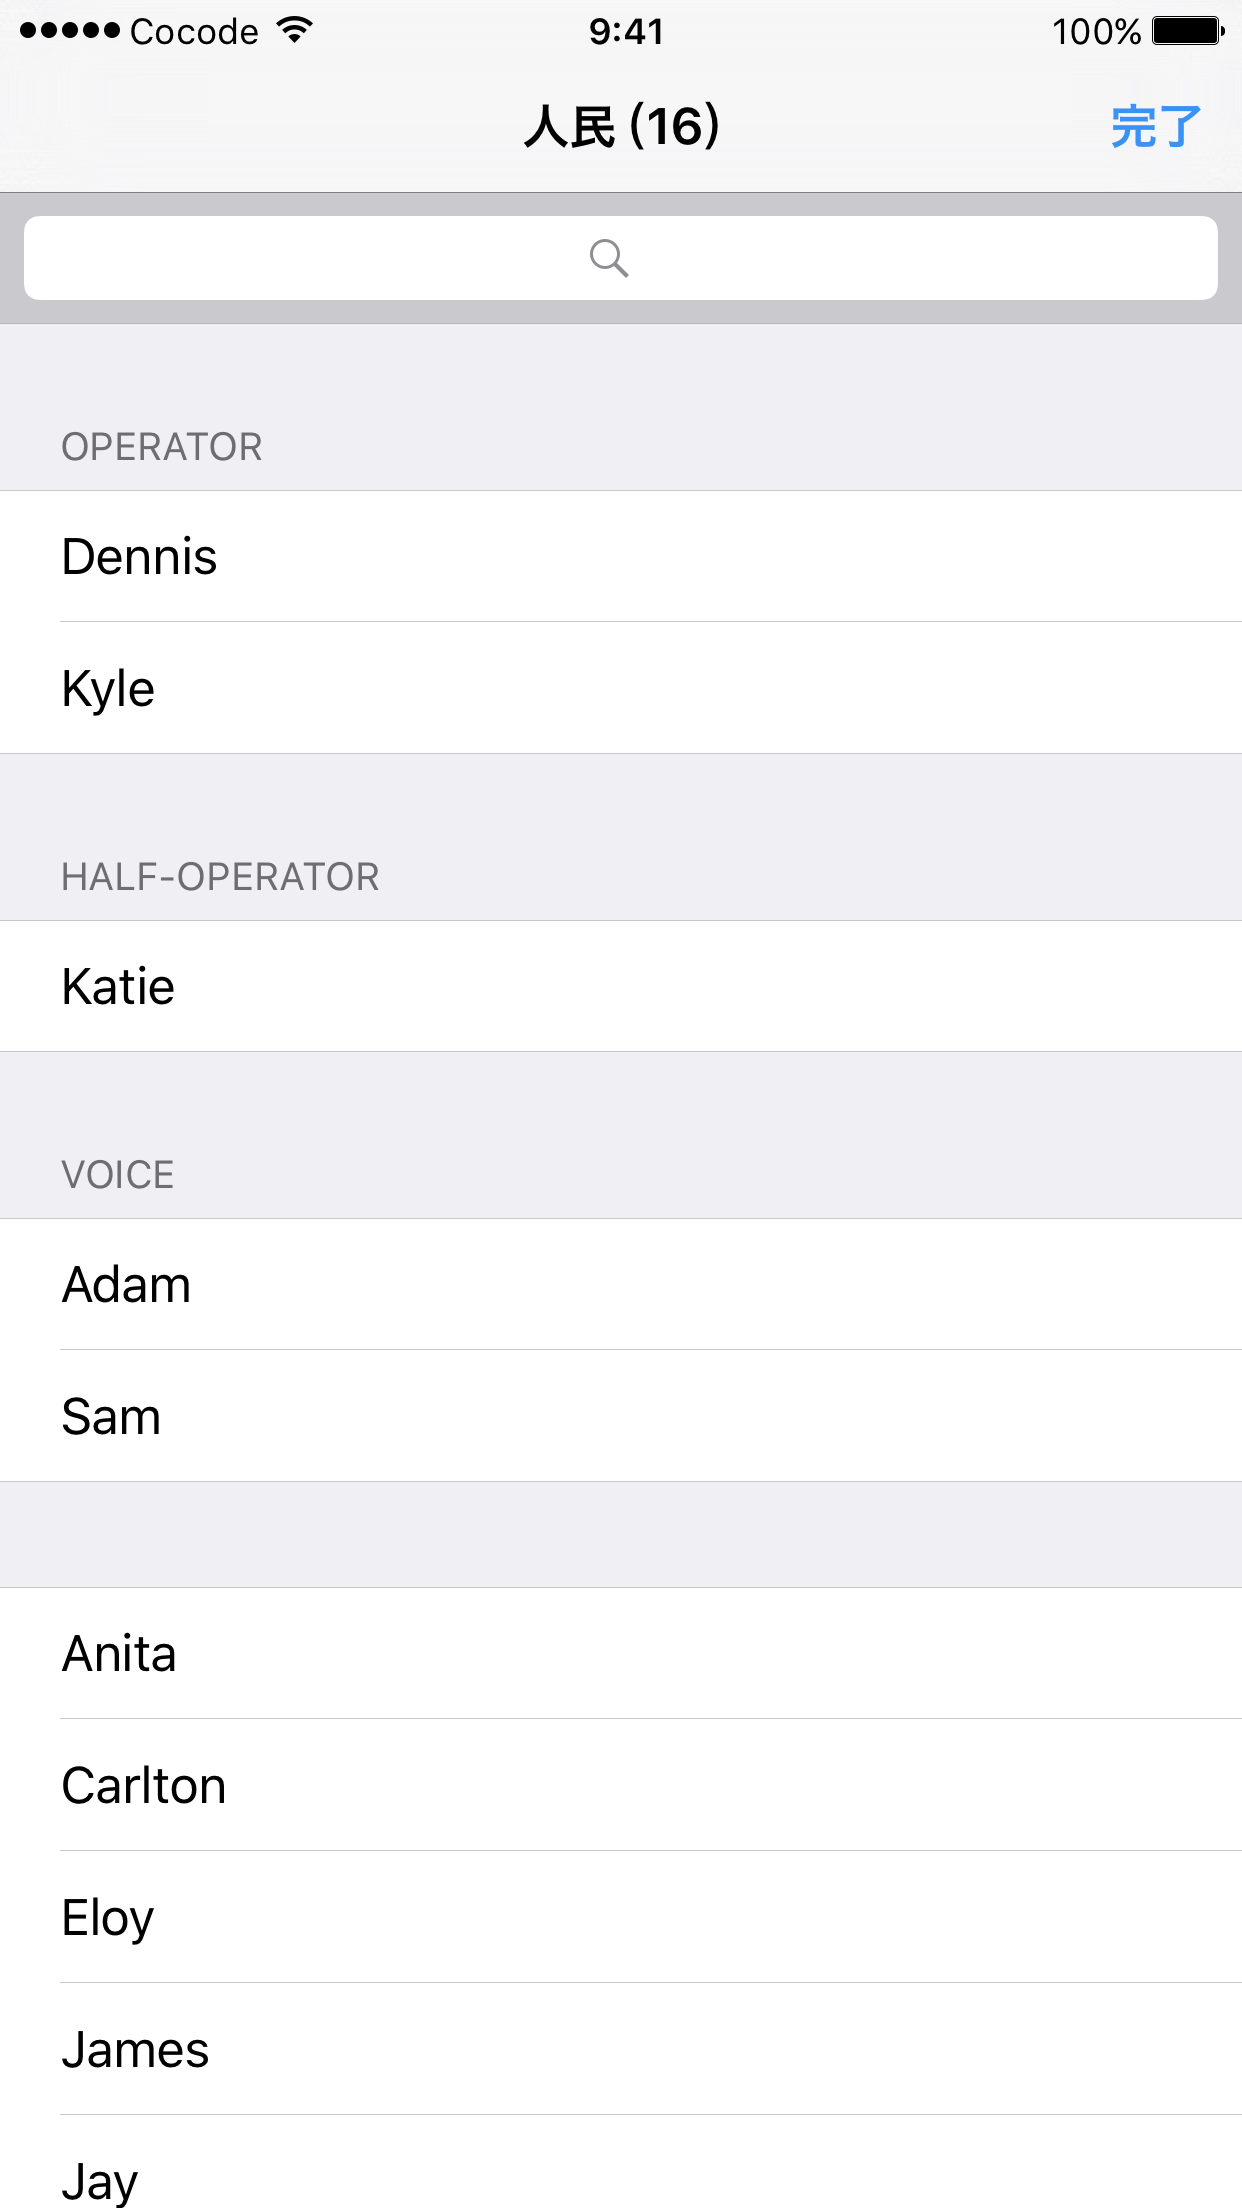 Cocode 9:41 100%
人民 (16) 完了
OPERATOR
Dennis
Kyle
HALF-OPERATOR
Katie
VOICE
Adam
Sam
Anita
Carlton
Eloy
James
Jay